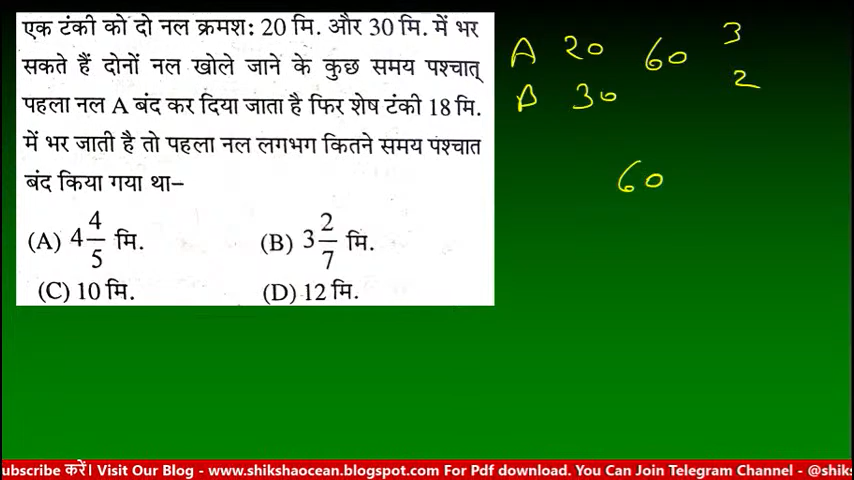 एक टंकी को दो नल क्रमश: 20 मि. और 30 मि. में भर
सकते हैं दोनों नल खोले जाने के कुछ समय पश्चात्
पहला नल A बंद कर दिया जाता है फिर शेष टंकी 18 मि.
में भर जाती है तो पहला नल लगभग कितने समय पश्चात
बंद किया गया था–
(A) 4 4/5 मि. (B) 3 2/7 मि.
(C) 10 मि. (D) 12 मि.
A 20 60 3
B 30 2
60
ubscribe करें। Visit Our Blog - www.shikshaocean.blogspot.com For Pdf download. You Can Join Telegram Channel - @shiks